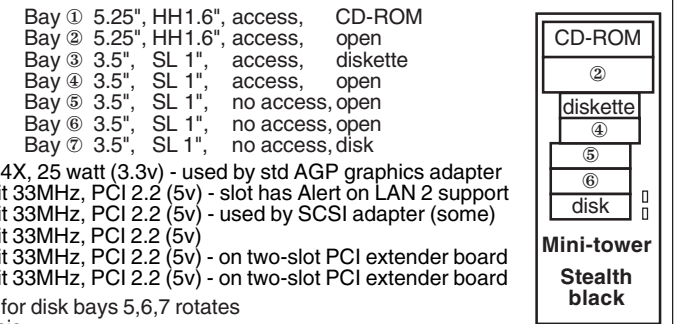 Bay ① 5.25", HH1.6", access, CD-ROM
Bay ② 5.25", HH1.6", access, open
Bay ③ 3.5", SL 1", access, diskette
Bay ④ 3.5", SL 1", access, open
Bay ⑤ 3.5", SL 1", no access, open
Bay ⑥ 3.5", SL 1", no access, open
Bay ⑦ 3.5", SL 1", no access, disk
4X, 25 watt (3.3v) - used by std AGP graphics adapter
it 33MHz, PCI 2.2 (5v) - slot has Alert on LAN 2 support
it 33MHz, PCI 2.2 (5v) - used by SCSI adapter (some)
it 33MHz, PCI 2.2 (5v)
it 33MHz, PCI 2.2 (5v) - on two-slot PCI extender board
it 33MHz, PCI 2.2 (5v) - on two-slot PCI extender board
for disk bays 5,6,7 rotates
CD-ROM
②
diskette
④
⑤
⑥
disk
Mini-tower
Stealth
black